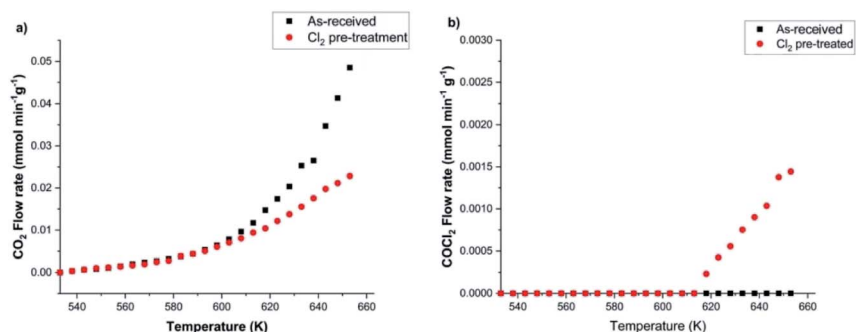 a)
As-received
Cl₂ pre-treatment
CO₂ Flow rate (mmol min⁻¹g⁻¹)
0.05
0.04
0.03
0.02
0.01
0.00
540 560 580 600 620 640 660
Temperature (K)
b)
As-received
Cl₂ pre-treated
COCl₂ Flow rate (mmol min⁻¹ g⁻¹)
0.0030
0.0025
0.0020
0.0015
0.0010
0.0005
0.0000
540 560 580 600 620 640 660
Temperature (K)